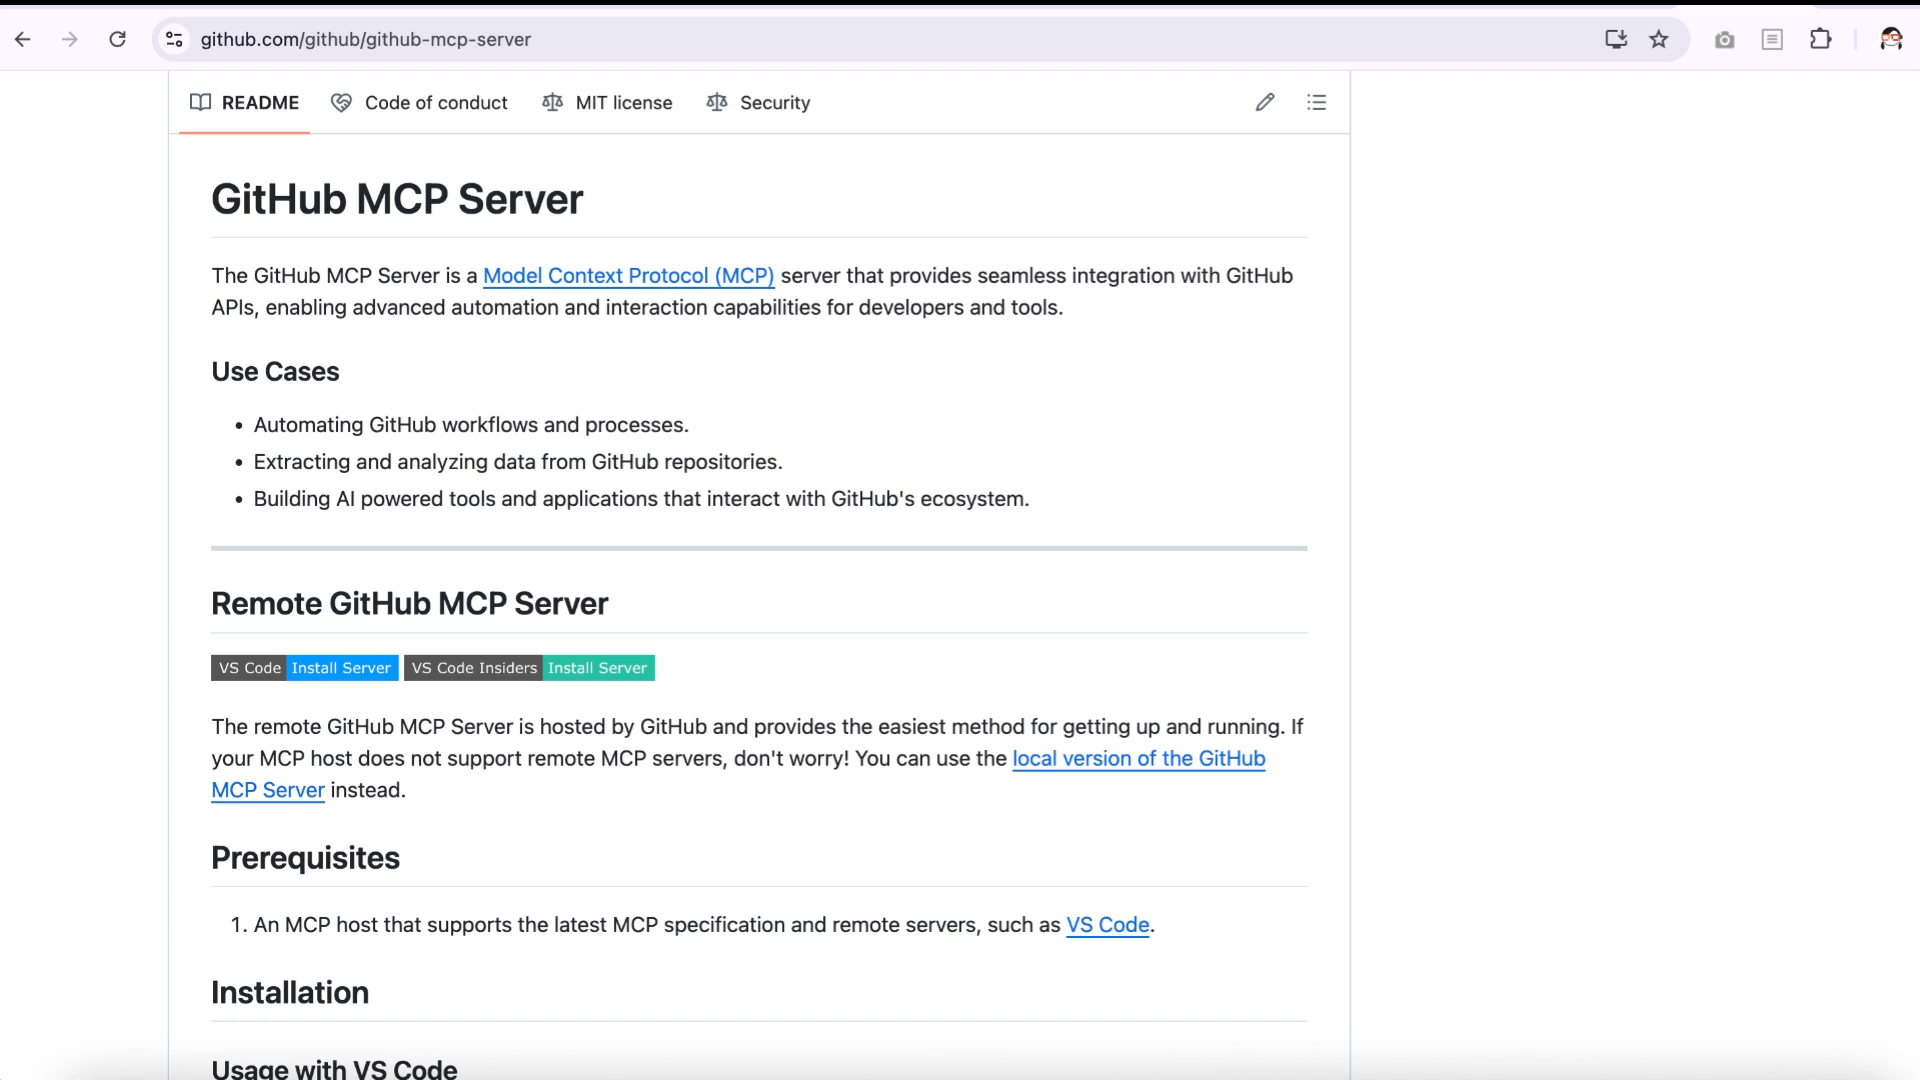 github.com/github/github-mcp-server
README Code of conduct MIT license Security
GitHub MCP Server
The GitHub MCP Server is a Model Context Protocol (MCP) server that provides seamless integration with GitHub
APIs, enabling advanced automation and interaction capabilities for developers and tools.
Use Cases
• Automating GitHub workflows and processes.
• Extracting and analyzing data from GitHub repositories.
• Building AI powered tools and applications that interact with GitHub's ecosystem.
Remote GitHub MCP Server
VS Code Install Server VS Code Insiders Install Server
The remote GitHub MCP Server is hosted by GitHub and provides the easiest method for getting up and running. If
your MCP host does not support remote MCP servers, don't worry! You can use the local version of the GitHub
MCP Server instead.
Prerequisites
1. An MCP host that supports the latest MCP specification and remote servers, such as VS Code.
Installation
Usage with VS Code